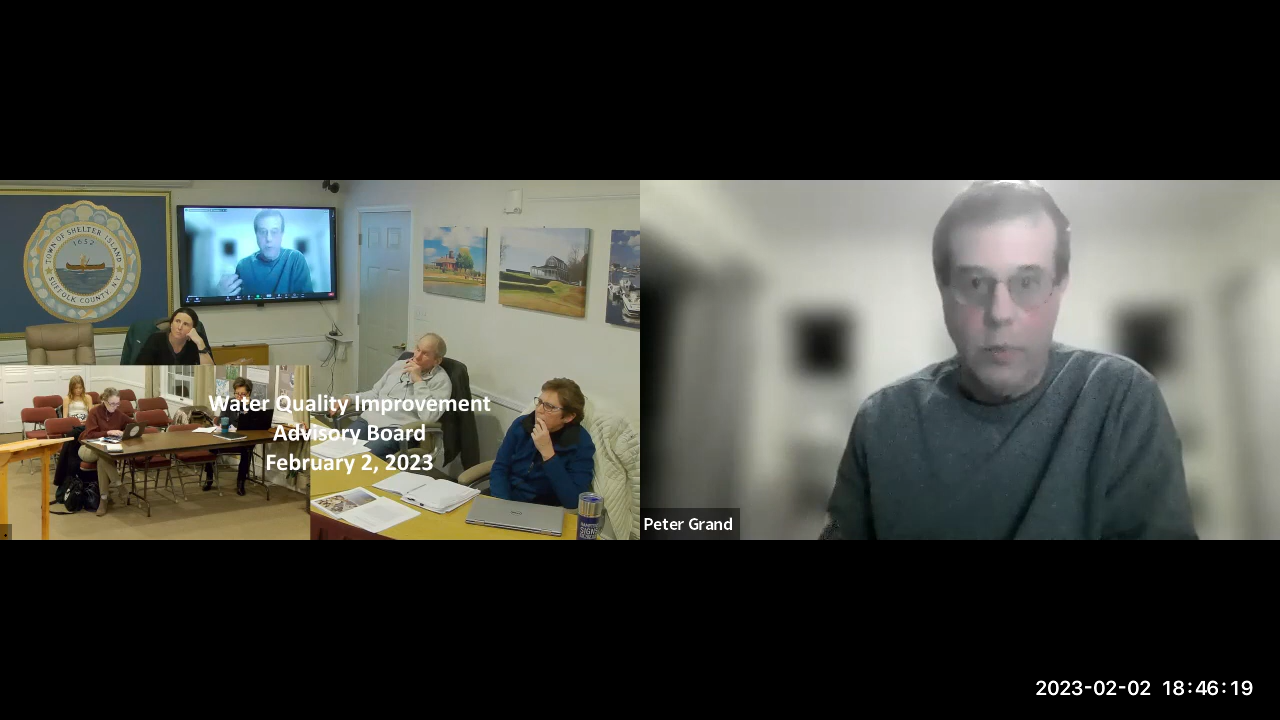 TOWN OF SHELTER ISLAND
1652
SUFFOLK COUNTY, N.Y.
Water Quality Improvement
Advisory Board
February 2, 2023
SIGNS
Peter Grand
2023-02-02 18:46:19